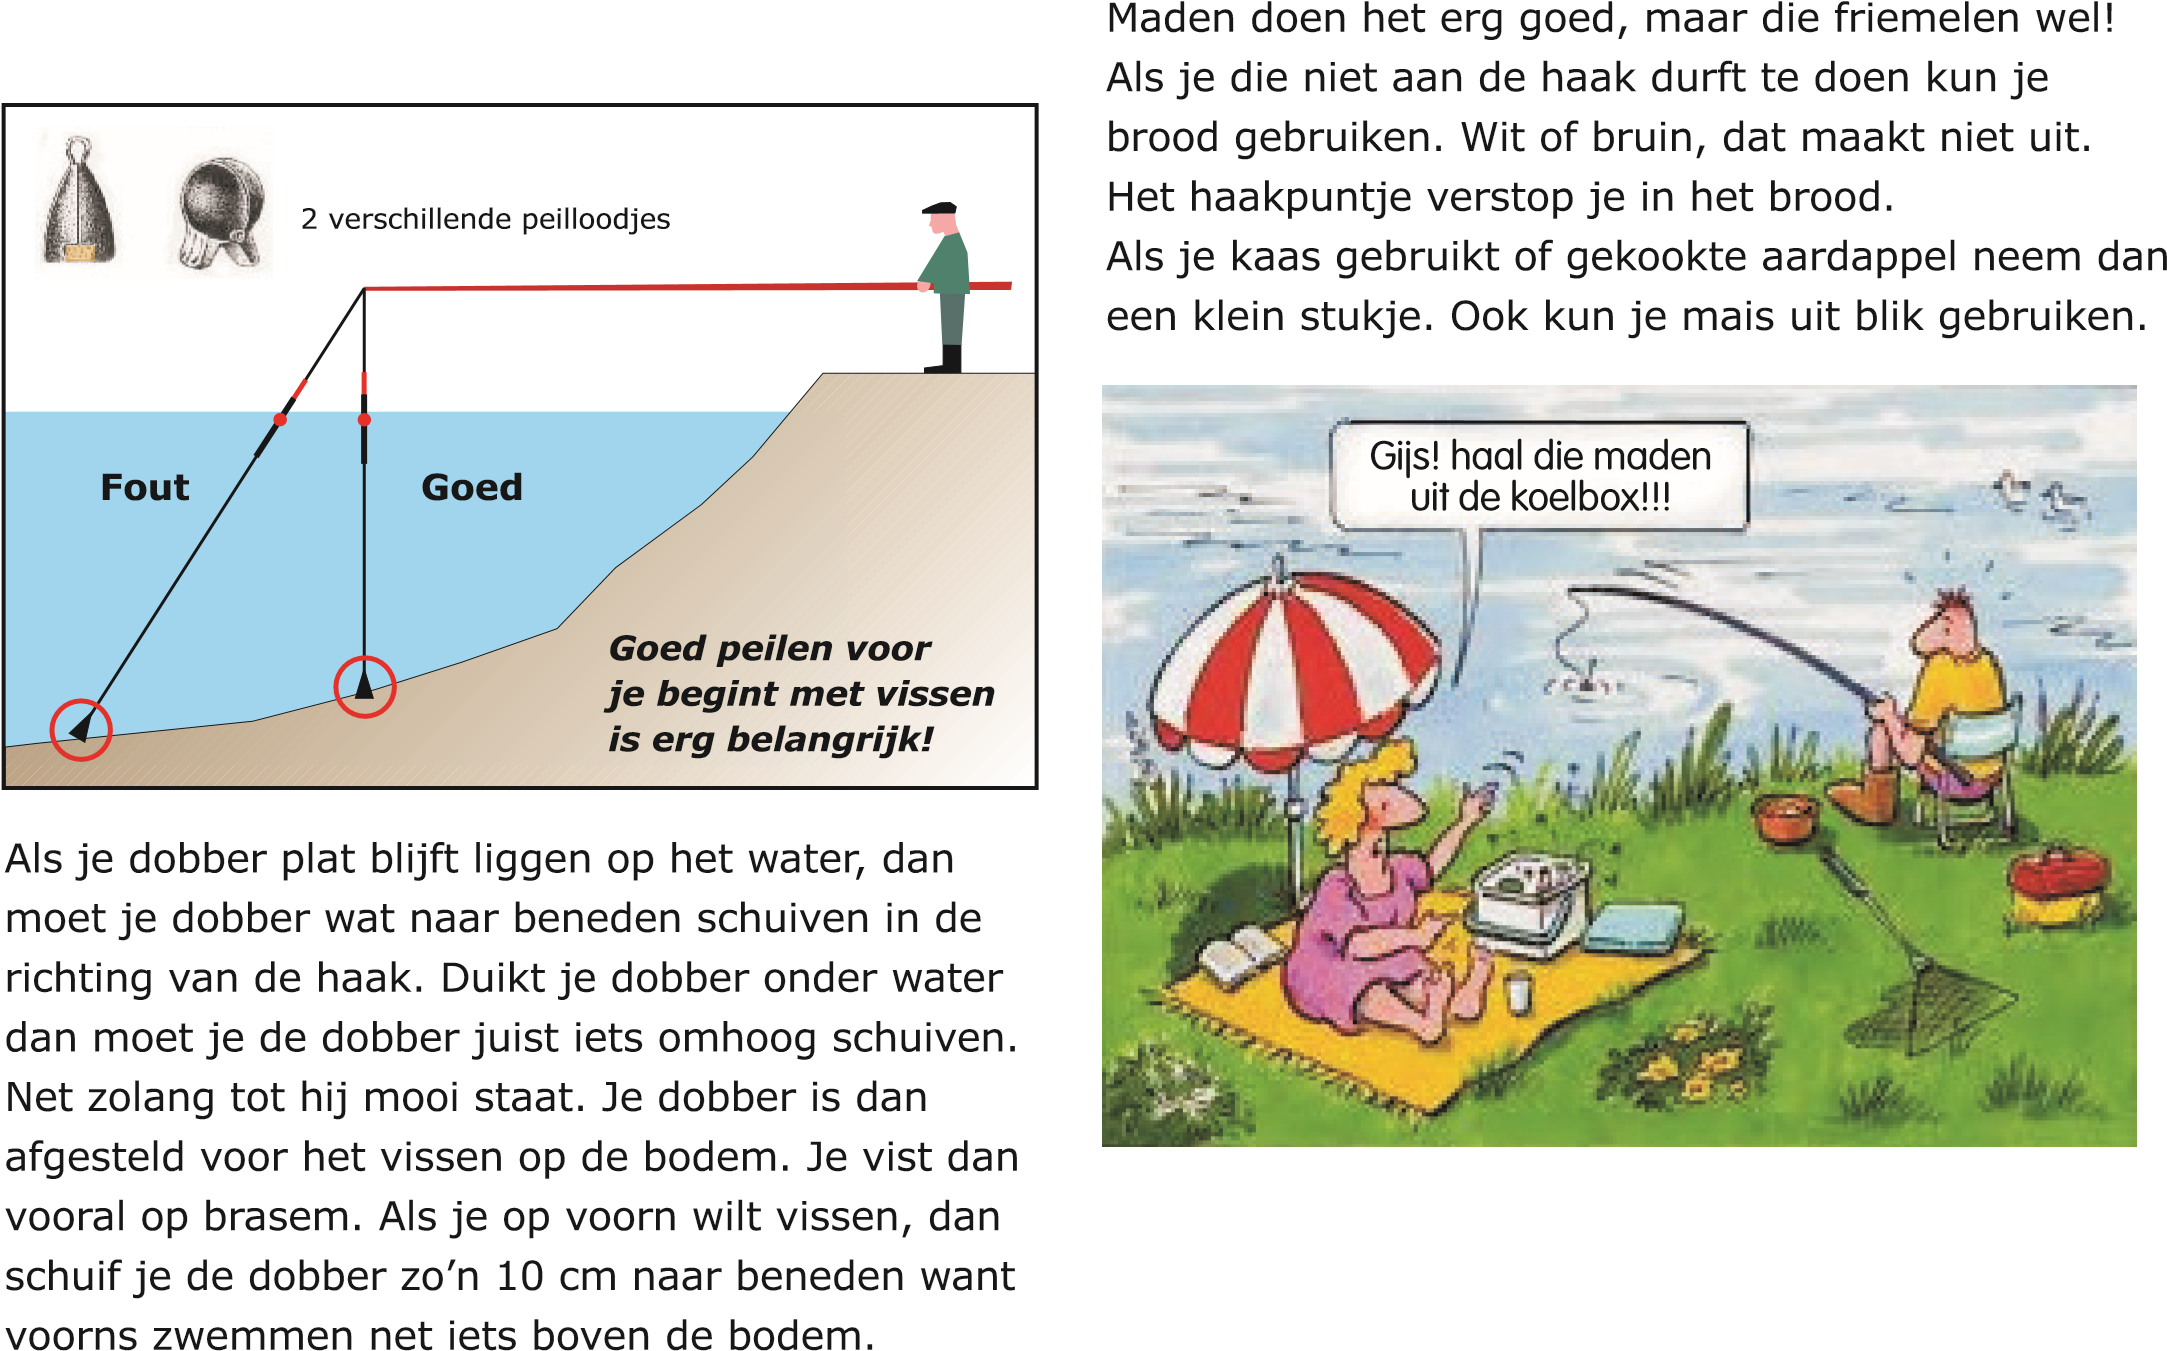 2 verschillende peilloodjes
Fout
Goed
Goed peilen voor
je begint met vissen
is erg belangrijk!
Als je dobber plat blijft liggen op het water, dan
moet je dobber wat naar beneden schuiven in de
richting van de haak. Duikt je dobber onder water
dan moet je de dobber juist iets omhoog schuiven.
Net zolang tot hij mooi staat. Je dobber is dan
afgesteld voor het vissen op de bodem. Je vist dan
vooral op brasem. Als je op voorn wilt vissen, dan
schuif je de dobber zo’n 10 cm naar beneden want
voorns zwemmen net iets boven de bodem.
Maden doen het erg goed, maar die friemelen wel!
Als je die niet aan de haak durft te doen kun je
brood gebruiken. Wit of bruin, dat maakt niet uit.
Het haakpuntje verstop je in het brood.
Als je kaas gebruikt of gekookte aardappel neem dan
een klein stukje. Ook kun je mais uit blik gebruiken.
Gijs! haal die maden
uit de koelbox!!!